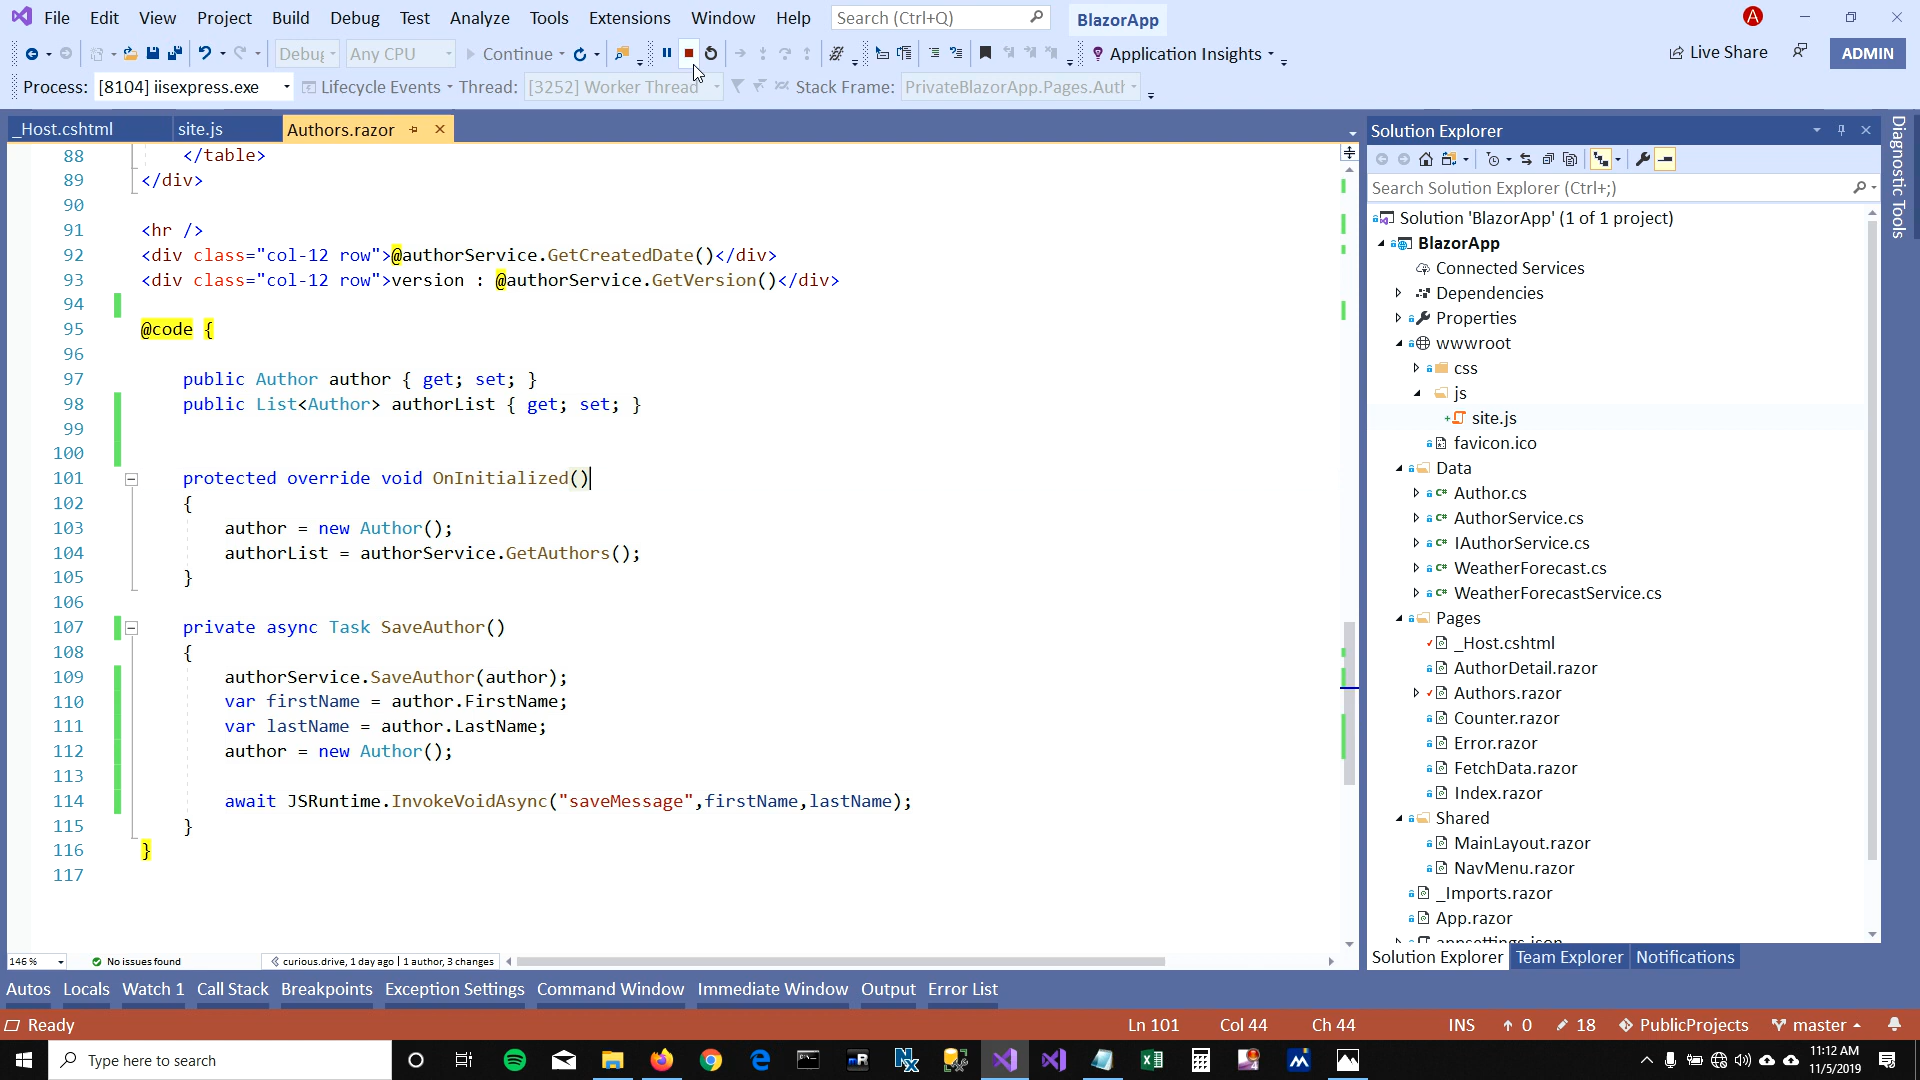 File Edit View Project Build Debug Test Analyze Tools Extensions Window Help Search (Ctrl+Q) BlazorApp A
Debug Any CPU Continue Application Insights Live Share ADMIN
Process: [8104] iisexpress.exe Lifecycle Events Thread: [3252] Worker Thread Stack Frame: PrivateBlazorApp.Pages.Auth
_Host.cshtml site.js Authors.razor
88 </table>
89 </div>
90
91 <hr />
92 <div class="col-12 row">@authorService.GetCreatedDate()</div>
93 <div class="col-12 row">version : @authorService.GetVersion()</div>
94
95 @code {
96
97 public Author author { get; set; }
98 public List<Author> authorList { get; set; }
99
100
101 protected override void OnInitialized()
102 {
103 author = new Author();
104 authorList = authorService.GetAuthors();
105 }
106
107 private async Task SaveAuthor()
108 {
109 authorService.SaveAuthor(author);
110 var firstName = author.FirstName;
111 var lastName = author.LastName;
112 author = new Author();
113
114 await JSRuntime.InvokeVoidAsync("saveMessage",firstName,lastName);
115 }
116 }
117
146 % No issues found curious.drive, 1 day ago | 1 author, 3 changes
Solution Explorer
Search Solution Explorer (Ctrl+;)
Solution 'BlazorApp' (1 of 1 project)
BlazorApp
Connected Services
Dependencies
Properties
wwwroot
css
js
site.js
favicon.ico
Data
Author.cs
AuthorService.cs
IAuthorService.cs
WeatherForecast.cs
WeatherForecastService.cs
Pages
_Host.cshtml
AuthorDetail.razor
Authors.razor
Counter.razor
Error.razor
FetchData.razor
Index.razor
Shared
MainLayout.razor
NavMenu.razor
_Imports.razor
App.razor
appsettings.json
Solution Explorer Team Explorer Notifications
Diagnostic Tools
Autos Locals Watch 1 Call Stack Breakpoints Exception Settings Command Window Immediate Window Output Error List
Ready Ln 101 Col 44 Ch 44 INS 0 18 PublicProjects master
Type here to search
11:12 AM
11/5/2019